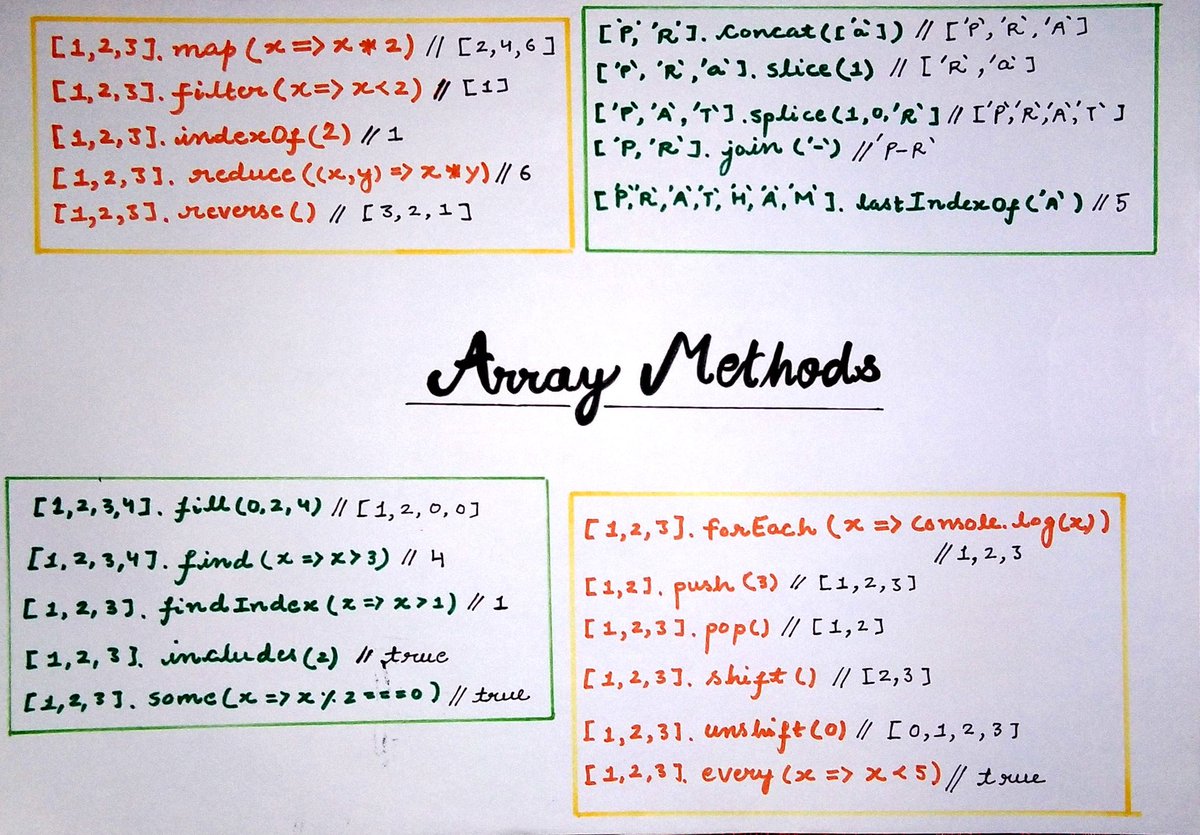 [1,2,3]. map(x => x * 2) // [2,4,6]
[1,2,3]. filter(x=> x<2) // [1]
[1,2,3]. indexOf(2) // 1
[1,2,3]. reduce((x,y) => x * y) // 6
[1,2,3]. reverse() // [3,2,1]
['P', 'R']. concat(['a']) // ['P','R','A']
['P', 'R','a']. slice(1) // ['R','a']
['P', 'A', 'T'].splice(1,0,'R'] // ['P','R','A','T']
['P, 'R']. join ('-') // 'P-R'
['P','R','A','T,'H','A','M']. lastIndexOf('A') // 5
Array Methods
[1,2,3,4]. fill(0,2,4) // [1,2,0,0]
[1,2,3,4]. find(x => x>3) // 4
[1,2,3]. findIndex(x => x>1) // 1
[1,2,3]. includes(2) // true
[1,2,3]. some(x => x % 2 === 0) // true
[1,2,3]. forEach (x => console.log(x))
// 1, 2, 3
[1,2]. push (3) // [1,2,3]
[1,2,3]. pop() // [1,2]
[1,2,3]. shift () // [2,3]
[1,2,3]. unshift(0) // [0,1,2,3]
[1,2,3]. every(x => x < 5) // true